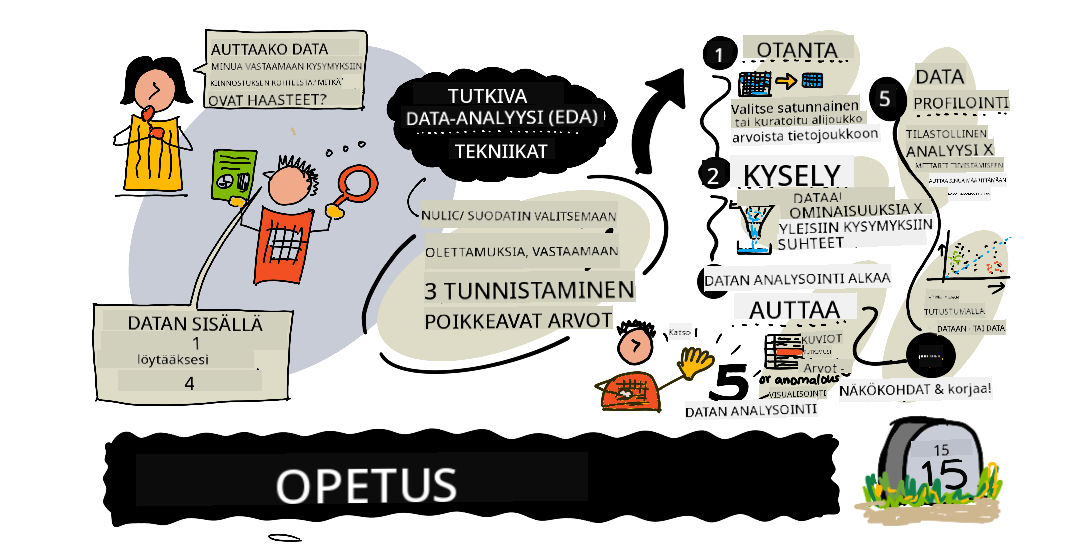 AUTTAAKO DATA
MINUA VASTAAMAAN KYSYMYKSIIN
OVAT HAASTEET?
TUTKIVA
DATA-ANALYYSI (EDA)
TEKNIIKAT
NULIC/ SUODATIN VALITSEMAAN
OLETTAMUKSIA, VASTAAMAAN
3 TUNNISTAMINEN
POIKKEAVAT ARVOT
DATAN SISÄLLÄ
1
löytääksesi
4
1
OTANTA
Valitse satunnainen
tai kuratoitu alijoukko
arvoista tietojoukkoon
2
KYSELY
DATAA!
OMINAISUUKSIA X
YLEISIIN KYSYMYKSIIN
SUHTEET
DATAN ANALYSOINTI ALKAA
AUTTAA
Katso
KUVIOT
Arvot -
5
or anomalous
VISUALISOINTI
DATAN ANALYSOINTI
5
DATA
PROFILOINTI
TILASTOLLINEN
ANALYYSI X
TUTUSTUMALLA
DATAAN - TAI DATA
NÄKÖKOHDAT & korjaa!
OPETUS
15
15